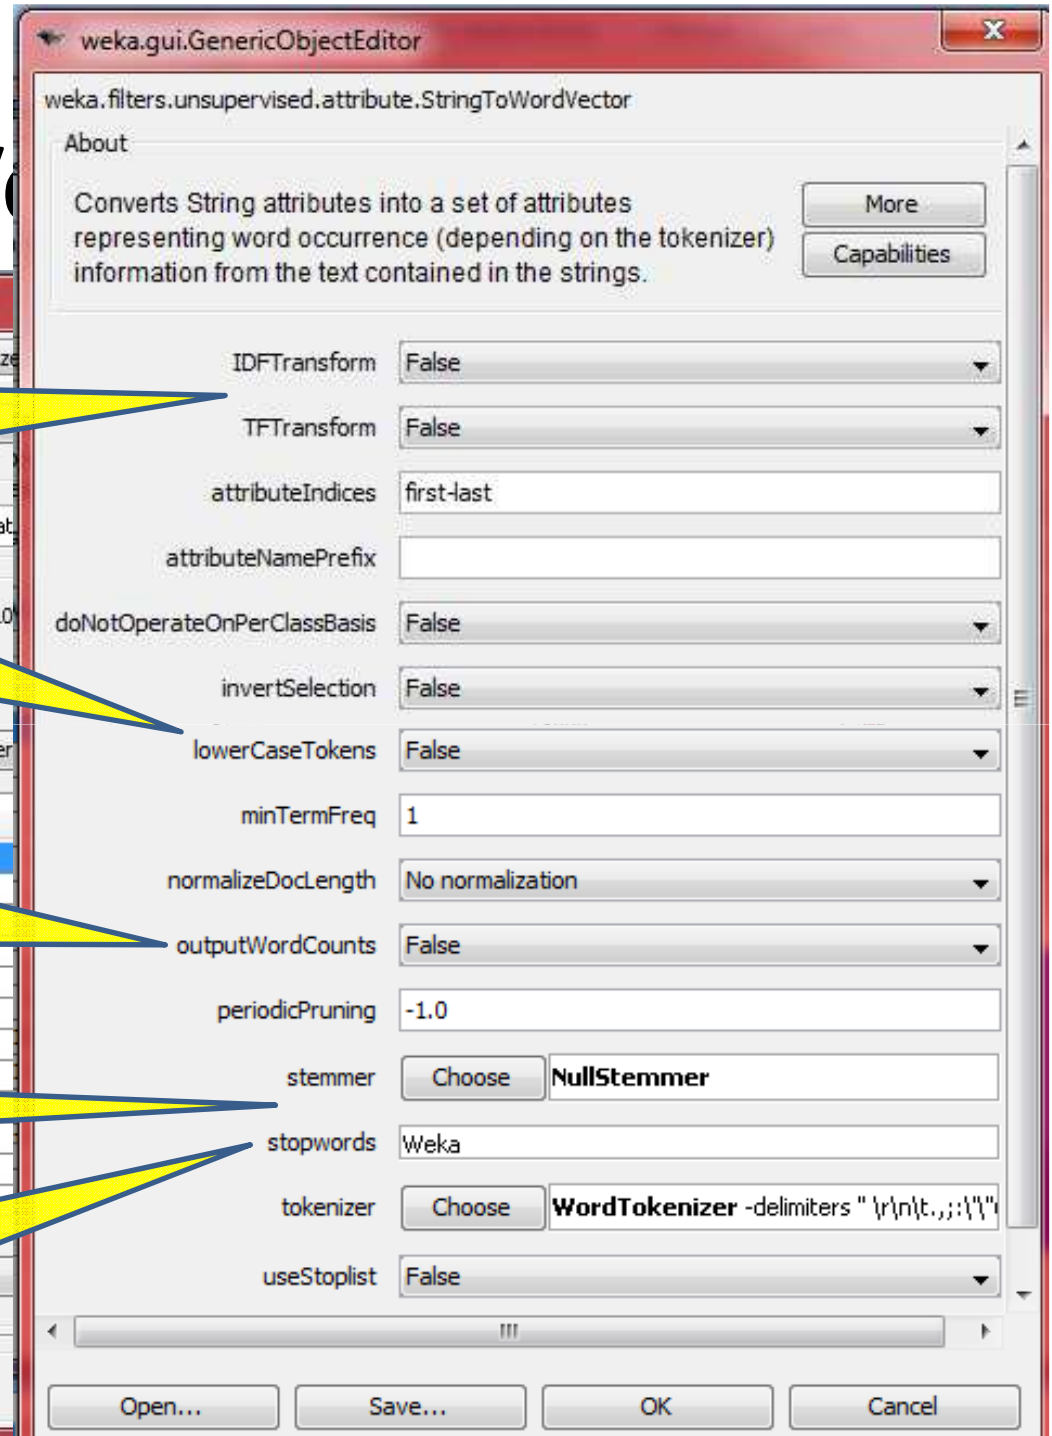 weka.gui.GenericObjectEditor
x
weka.filters.unsupervised.attribute.StringToWordVector
About
Converts String attributes into a set of attributes
representing word occurrence (depending on the tokenizer)
information from the text contained in the strings.
More
Capabilities
IDFTransform False
TFTransform False
attributeIndices first-last
attributeNamePrefix
doNotOperateOnPerClassBasis False
invertSelection False
lowerCaseTokens False
minTermFreq 1
normalizeDocLength No normalization
outputWordCounts False
periodicPruning -1.0
stemmer Choose NullStemmer
stopwords Weka
tokenizer Choose WordTokenizer -delimiters " \r\n\t.,;:\'\"
useStoplist False
Open... Save... OK Cancel